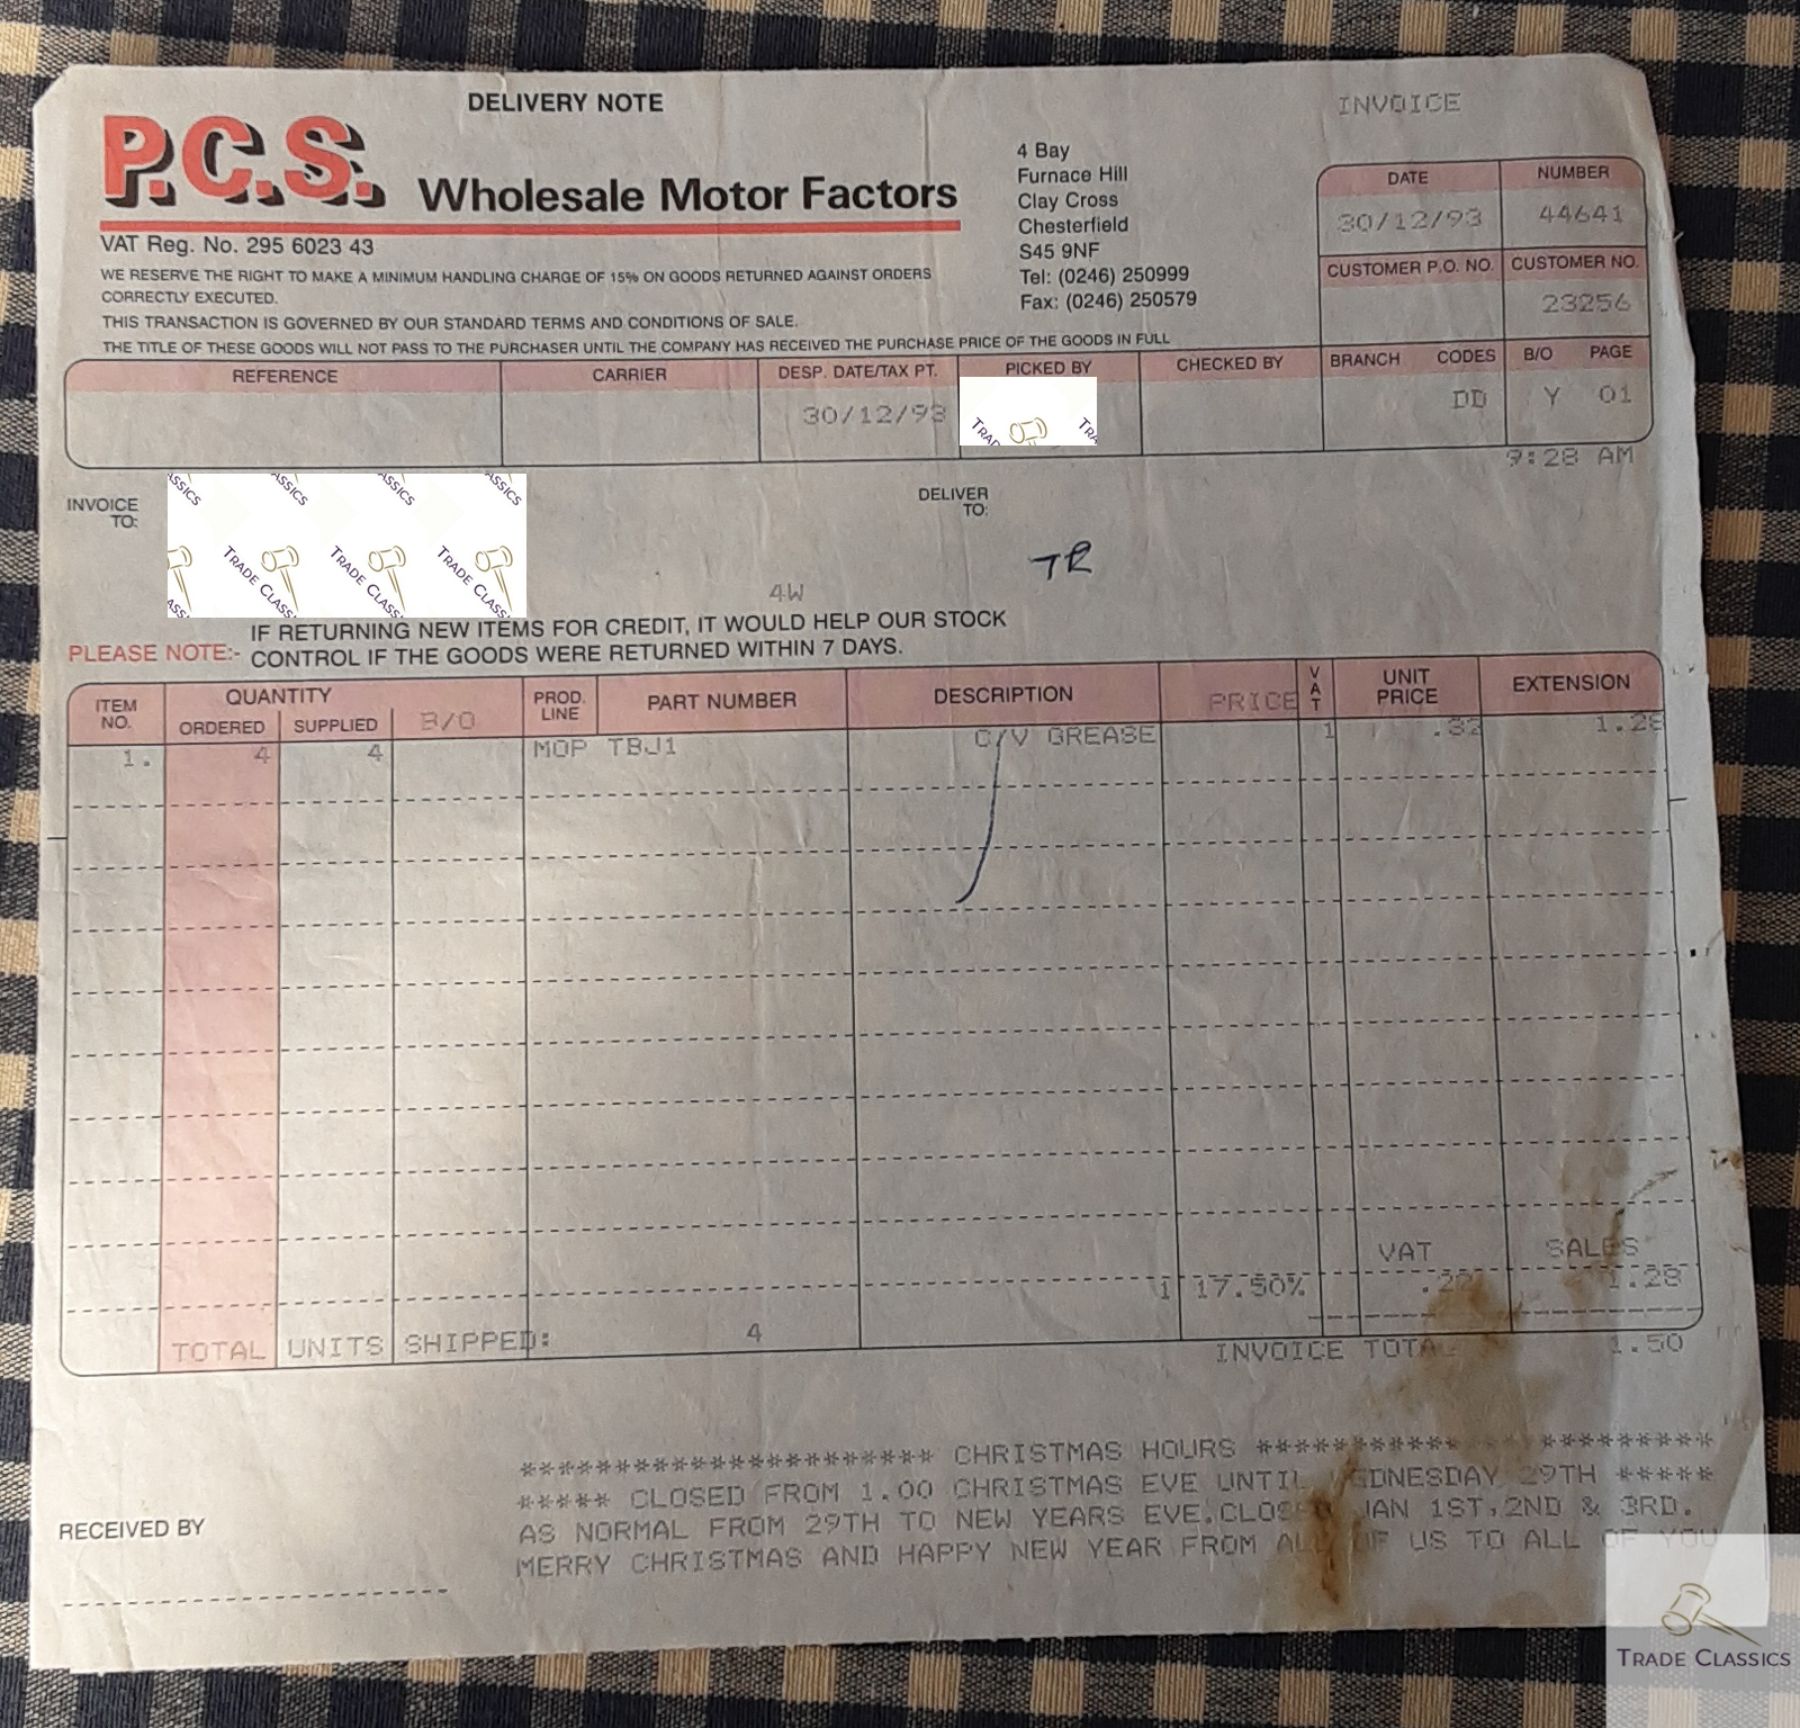 DELIVERY NOTE
INVOICE
P.C.S. Wholesale Motor Factors
VAT Reg. No. 295 6023 43
WE RESERVE THE RIGHT TO MAKE A MINIMUM HANDLING CHARGE OF 15% ON GOODS RETURNED AGAINST ORDERS
CORRECTLY EXECUTED.
THIS TRANSACTION IS GOVERNED BY OUR STANDARD TERMS AND CONDITIONS OF SALE.
THE TITLE OF THESE GOODS WILL NOT PASS TO THE PURCHASER UNTIL THE COMPANY HAS RECEIVED THE PURCHASE PRICE OF THE GOODS IN FULL
4 Bay
Furnace Hill
Clay Cross
Chesterfield
S45 9NF
Tel: (0246) 250999
Fax: (0246) 250579
DATE NUMBER
30/12/93 44641
CUSTOMER P.O. NO. CUSTOMER NO.
23256
REFERENCE CARRIER DESP. DATE/TAX PT. PICKED BY CHECKED BY BRANCH CODES B/O PAGE
30/12/93 DD Y 01
9:28 AM
INVOICE TO:
DELIVER TO:
TR
4W
PLEASE NOTE:- IF RETURNING NEW ITEMS FOR CREDIT, IT WOULD HELP OUR STOCK
CONTROL IF THE GOODS WERE RETURNED WITHIN 7 DAYS.
ITEM NO. QUANTITY ORDERED SUPPLIED B/O PROD. LINE PART NUMBER DESCRIPTION PRICE VAT UNIT PRICE EXTENSION
1. 4 4 MOP TBJ1 C/V GREASE 1 .32 1.28
VAT SALES
1 17.50% .22 1.28
TOTAL UNITS SHIPPED: 4
INVOICE TOTAL 1.50
********************** CHRISTMAS HOURS ************************
***** CLOSED FROM 1.00 CHRISTMAS EVE UNTIL WEDNESDAY 29TH *****
AS NORMAL FROM 29TH TO NEW YEARS EVE.CLOSED JAN 1ST,2ND & 3RD.
MERRY CHRISTMAS AND HAPPY NEW YEAR FROM ALL OF US TO ALL OF YOU
RECEIVED BY
TRADE CLASSICS